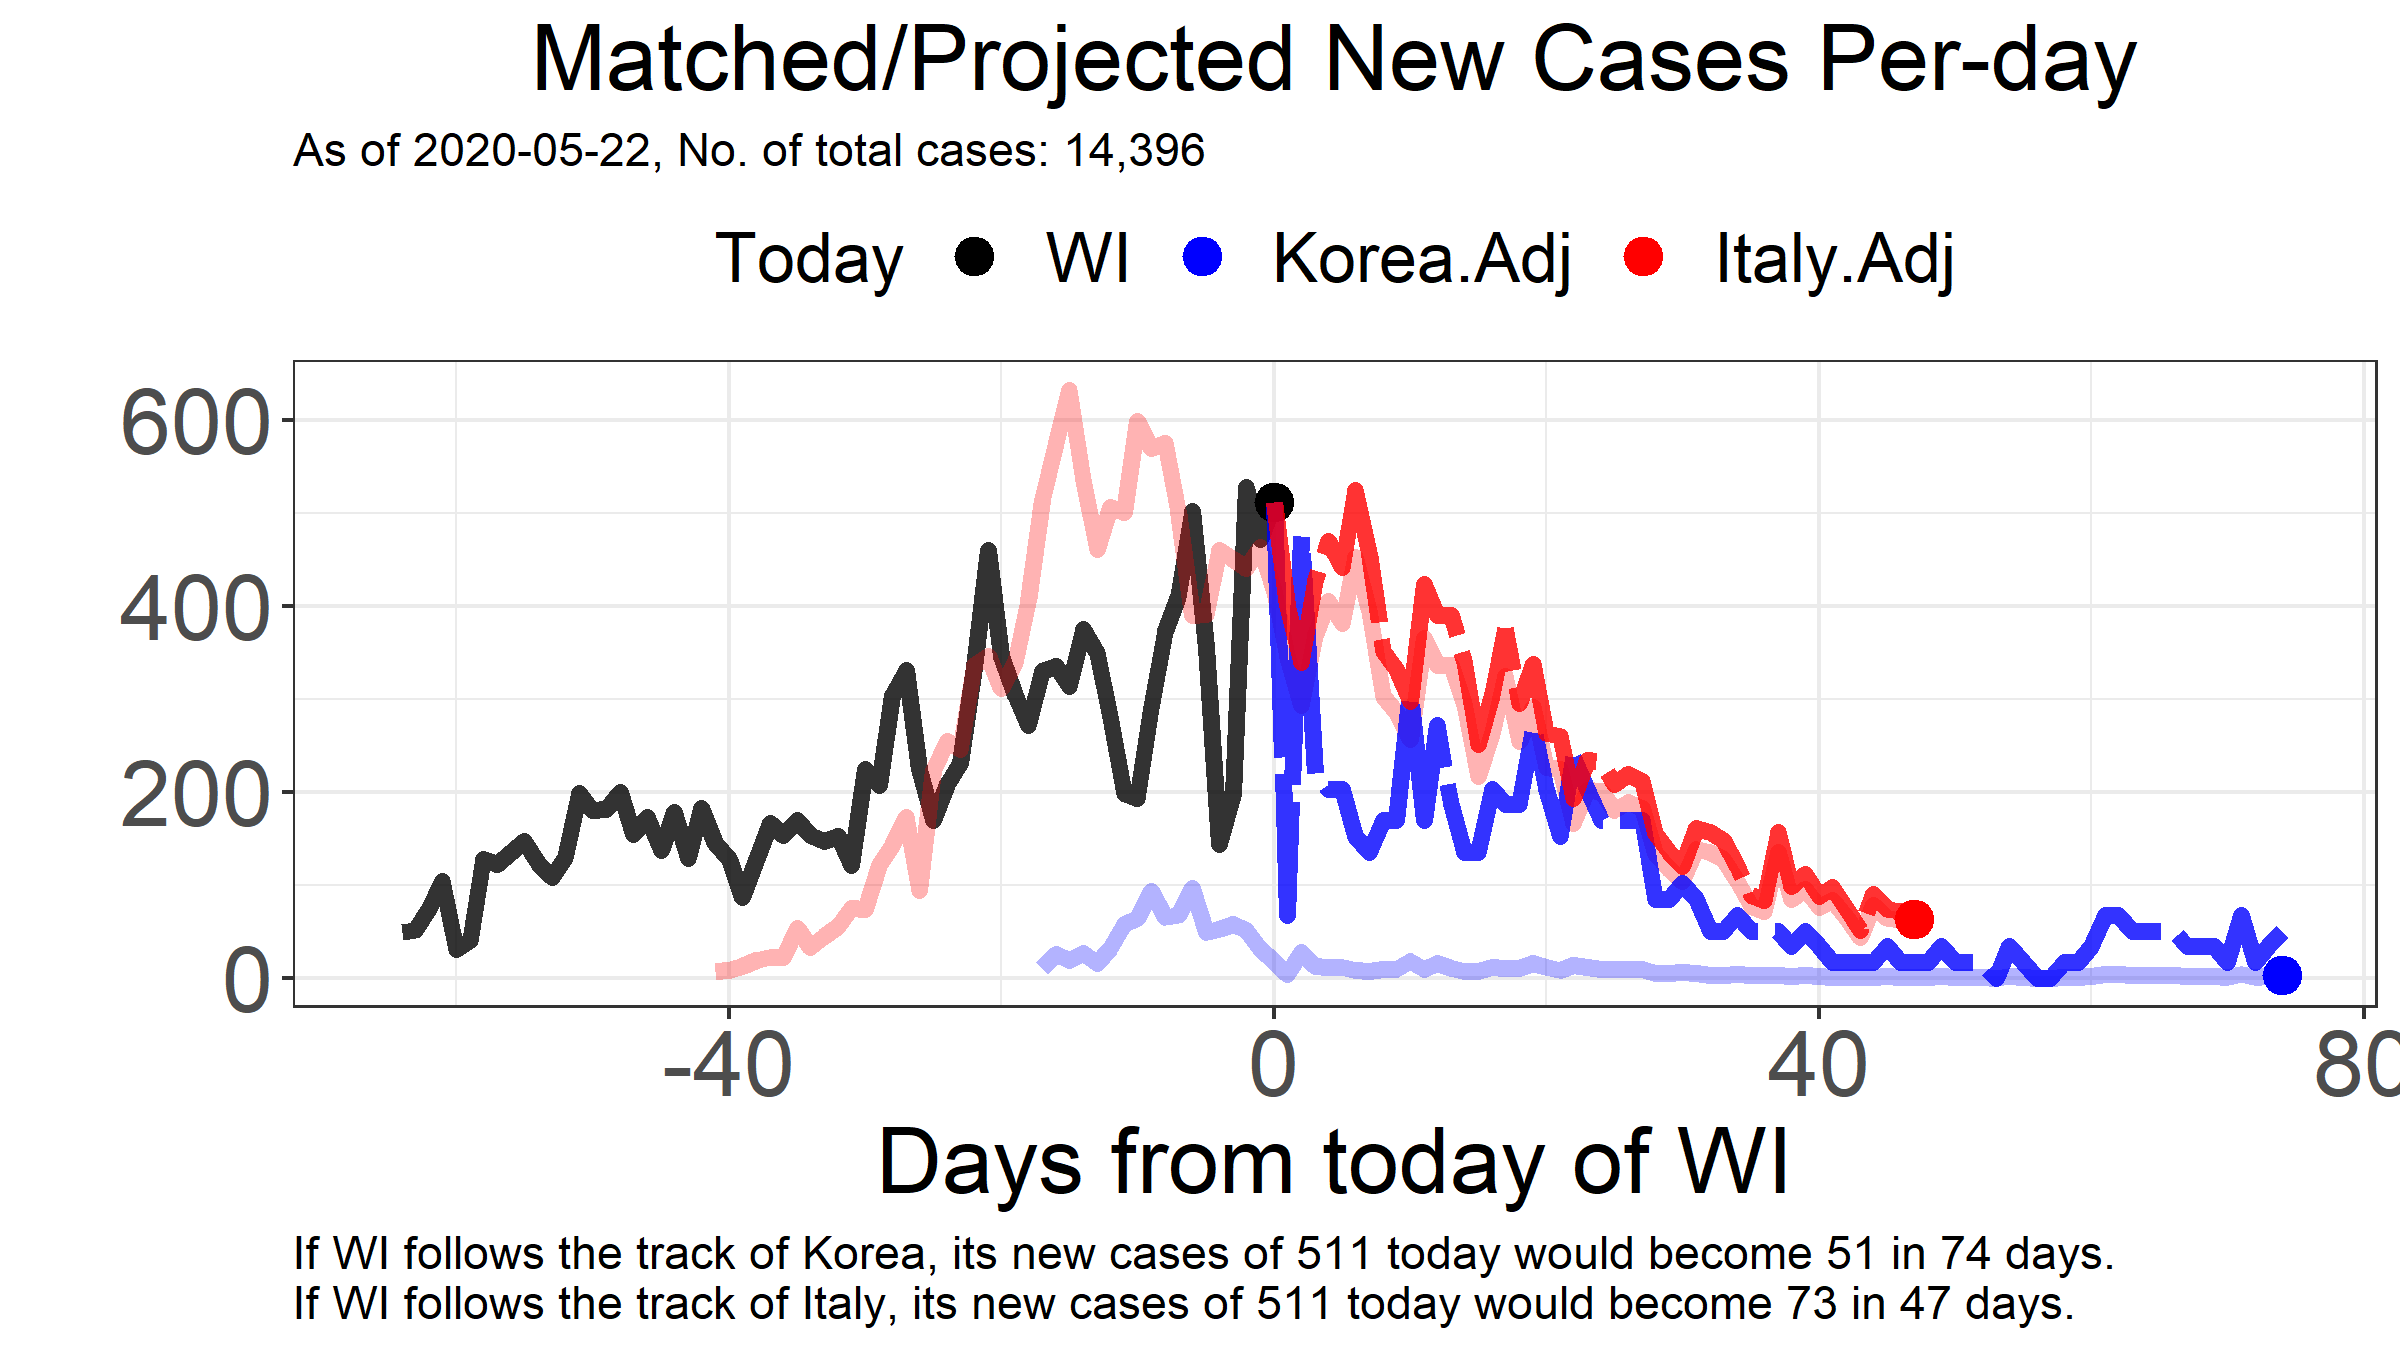 Matched/Projected New Cases Per-day
As of 2020-05-22, No. of total cases: 14,396
Today WI Korea.Adj Italy.Adj
600
400
200
0
-40 0 40 80
Days from today of WI
If WI follows the track of Korea, its new cases of 511 today would become 51 in 74 days.
If WI follows the track of Italy, its new cases of 511 today would become 73 in 47 days.